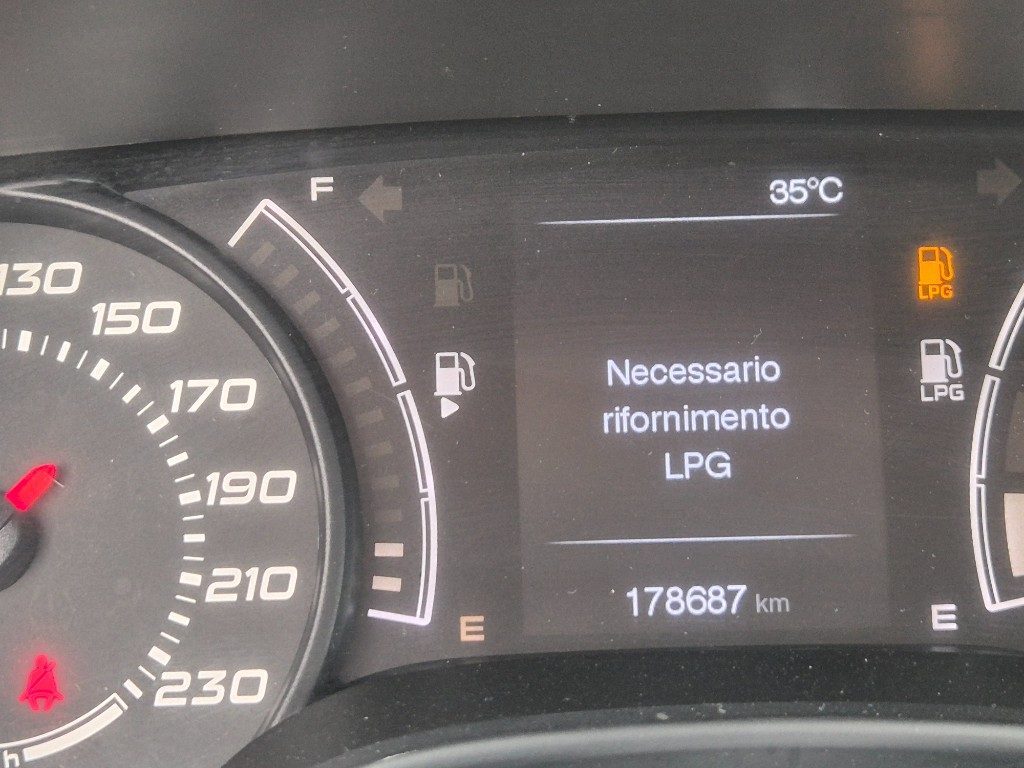 130
150
170
190
210
230
h
F
E
35°C
Necessario
rifornimento
LPG
178687 km
LPG
LPG
E